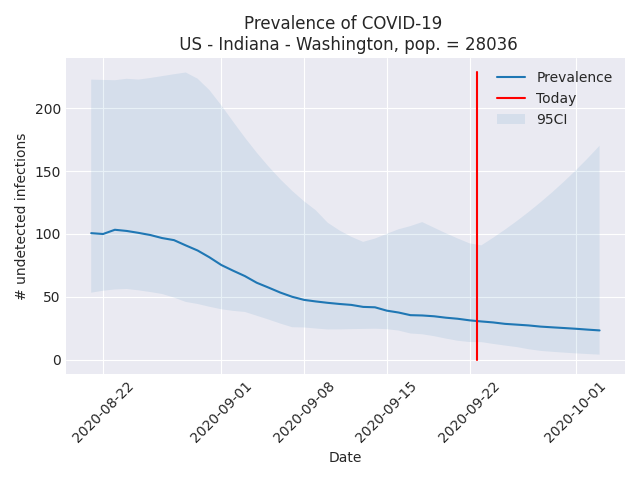 Prevalence of COVID-19
US - Indiana - Washington, pop. = 28036
Prevalence
Today
95CI
# undetected infections
200
150
100
50
0
2020-08-22
2020-09-01
2020-09-08
2020-09-15
2020-09-22
2020-10-01
Date